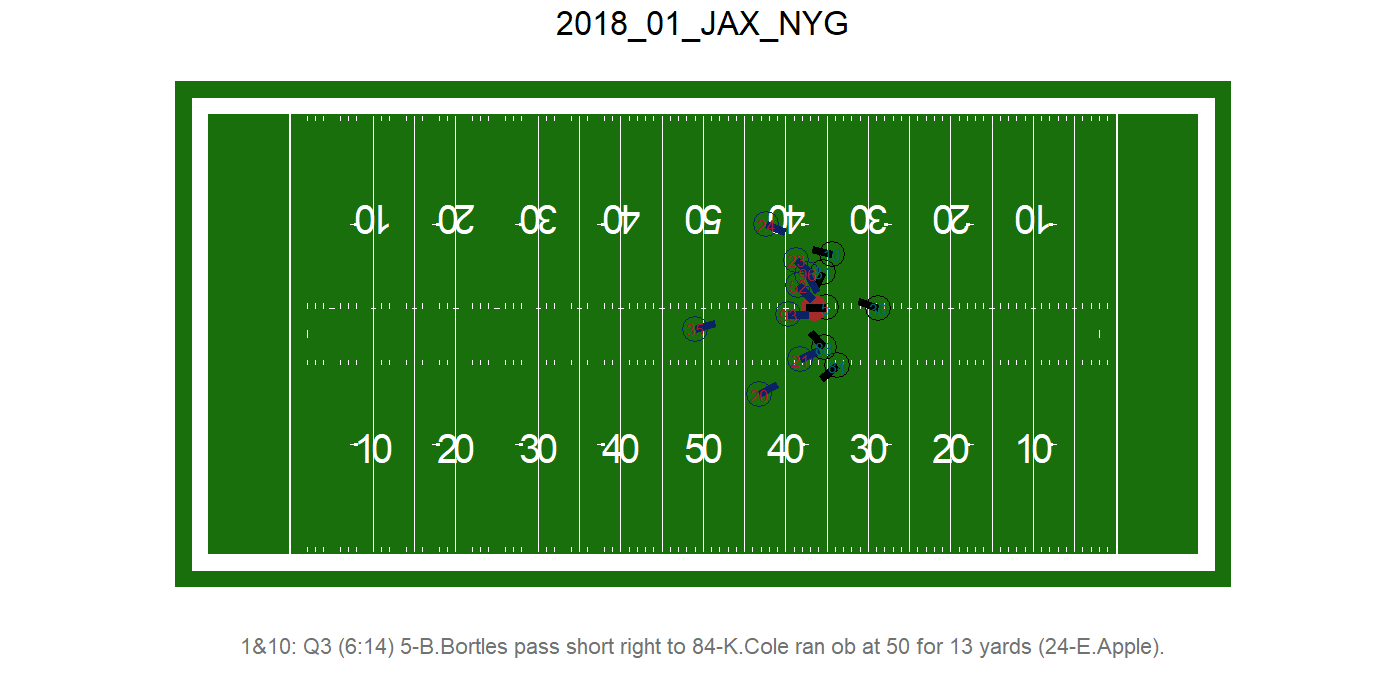 2018_01_JAX_NYG
10 20 30 40 50 40 30 20 10
24
20
10 20 30 40 50 40 30 20 10
1&10: Q3 (6:14) 5-B.Bortles pass short right to 84-K.Cole ran ob at 50 for 13 yards (24-E.Apple).